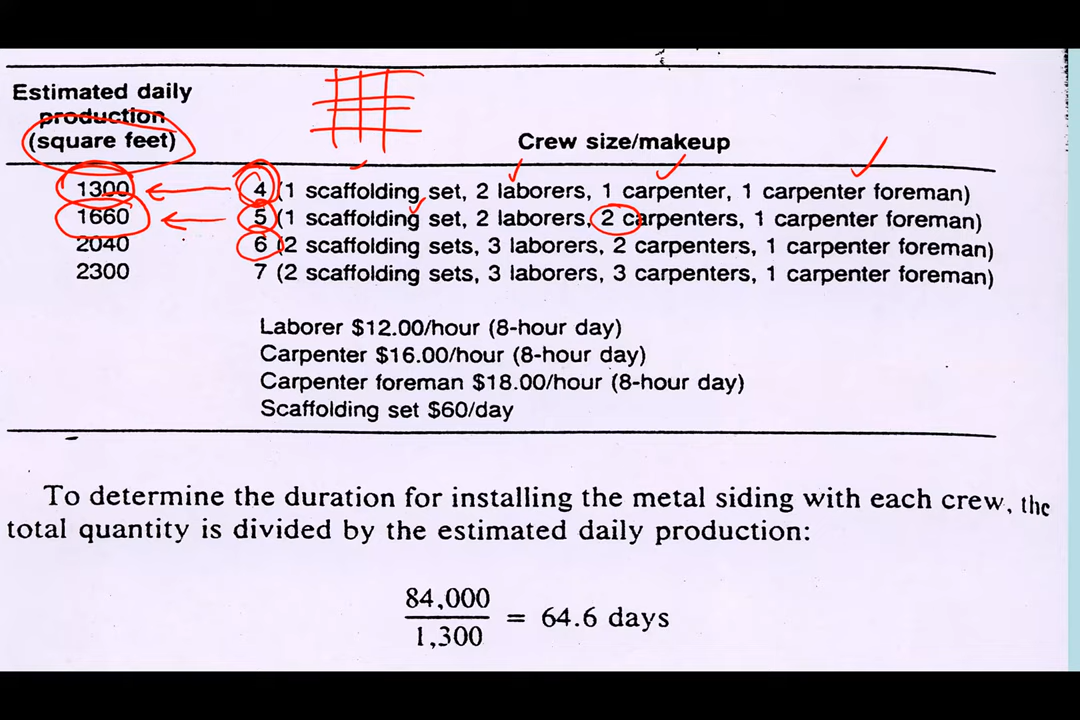 Estimated daily
production
(square feet) Crew size/makeup
1300 4 (1 scaffolding set, 2 laborers, 1 carpenter, 1 carpenter foreman)
1660 5 (1 scaffolding set, 2 laborers, 2 carpenters, 1 carpenter foreman)
2040 6 (2 scaffolding sets, 3 laborers, 2 carpenters, 1 carpenter foreman)
2300 7 (2 scaffolding sets, 3 laborers, 3 carpenters, 1 carpenter foreman)
Laborer $12.00/hour (8-hour day)
Carpenter $16.00/hour (8-hour day)
Carpenter foreman $18.00/hour (8-hour day)
Scaffolding set $60/day
To determine the duration for installing the metal siding with each crew, the
total quantity is divided by the estimated daily production:
84,000
1,300 = 64.6 days